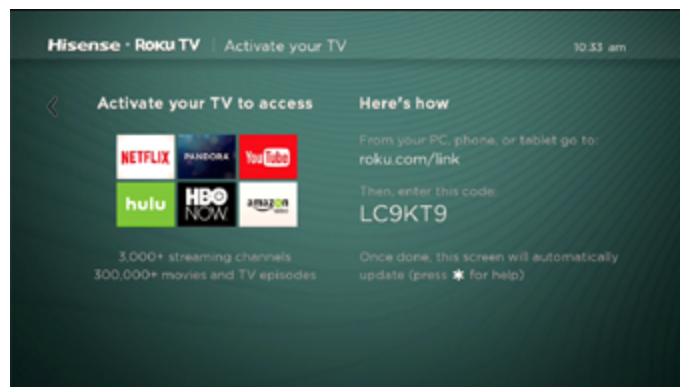 Hisense · Roku TV | Activate your TV
10:33 am
Activate your TV to access
NETFLIX PANDORA YouTube
hulu HBO NOW amazon video
3,000+ streaming channels
300,000+ movies and TV episodes
Here's how
From your PC, phone, or tablet go to:
roku.com/link
Then, enter this code:
LC9KT9
Once done, this screen will automatically
update (press ✱ for help)